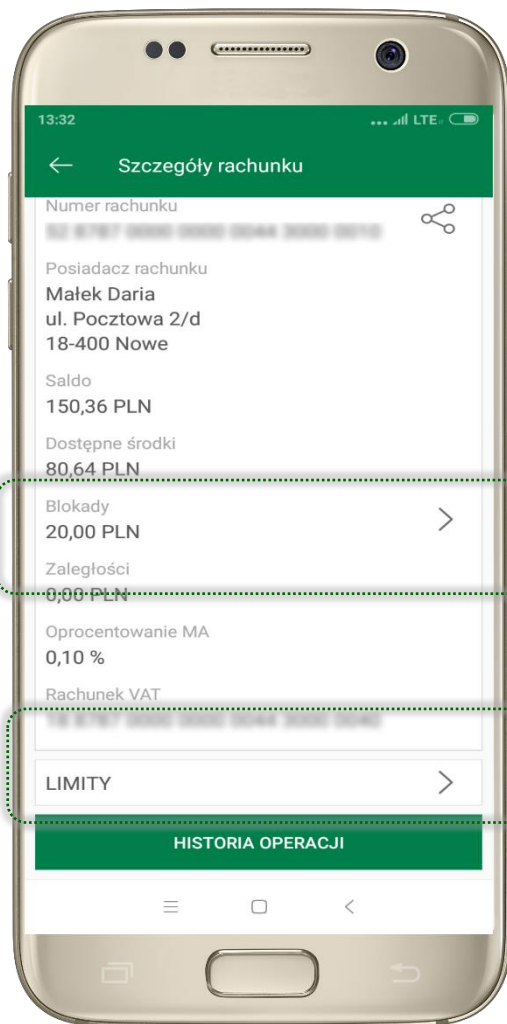 13:32
LTE
Szczegóły rachunku
Numer rachunku
Posiadacz rachunku
Małek Daria
ul. Pocztowa 2/d
18-400 Nowe
Saldo
150,36 PLN
Dostępne środki
80,64 PLN
Blokady
20,00 PLN
Zaległości
0,00 PLN
Oprocentowanie MA
0,10 %
Rachunek VAT
LIMITY
HISTORIA OPERACJI